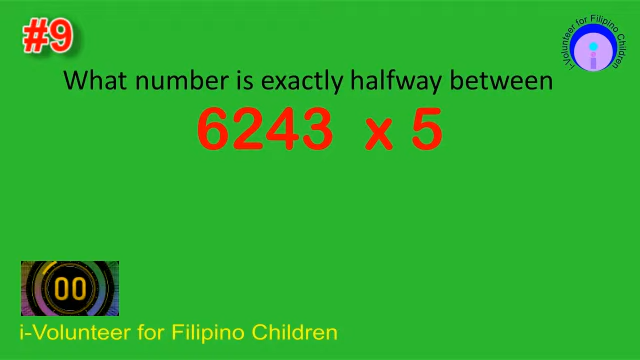 #9
i-Volunteer for Filipino Children
What number is exactly halfway between
6243 x 5
00
i-Volunteer for Filipino Children